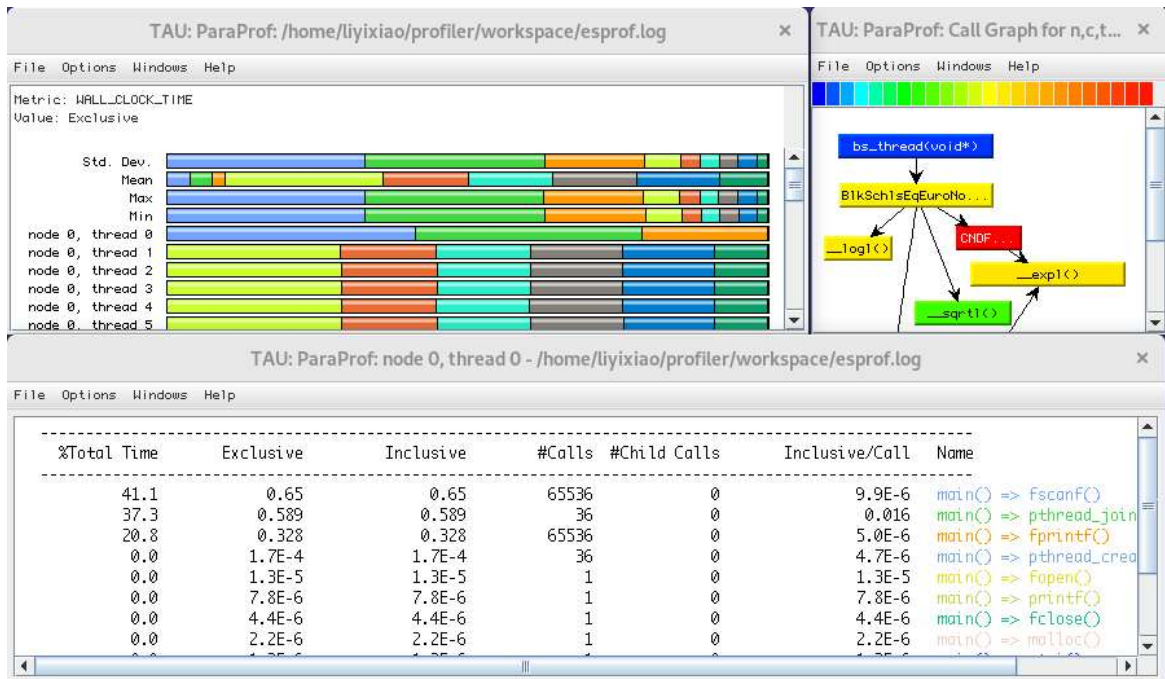 TAU: ParaProf: /home/liyixiao/profiler/workspace/esprof.log
File Options Windows Help
Metric: WALL_CLOCK_TIME
Value: Exclusive
Std. Dev.
Mean
Max
Min
node 0, thread 0
node 0, thread 1
node 0, thread 2
node 0, thread 3
node 0, thread 4
node 0, thread 5
TAU: ParaProf: Call Graph for n,c,t...
File Options Windows Help
bs_thread(void*)
BlkSchlsEqEuroNo...
__logl()
CNDF...
__expl()
__sqrtl()
TAU: ParaProf: node 0, thread 0 - /home/liyixiao/profiler/workspace/esprof.log
File Options Windows Help
%Total Time Exclusive Inclusive #Calls #Child Calls Inclusive/Call Name
41.1 0.65 0.65 65536 0 9.9E-6 main() => fscanf()
37.3 0.589 0.589 36 0 0.016 main() => pthread_join
20.8 0.328 0.328 65536 0 5.0E-6 main() => fprintf()
0.0 1.7E-4 1.7E-4 36 0 4.7E-6 main() => pthread_crea
0.0 1.3E-5 1.3E-5 1 0 1.3E-5 main() => fopen()
0.0 7.8E-6 7.8E-6 1 0 7.8E-6 main() => printf()
0.0 4.4E-6 4.4E-6 1 0 4.4E-6 main() => fclose()
0.0 2.2E-6 2.2E-6 1 0 2.2E-6 main() => malloc()